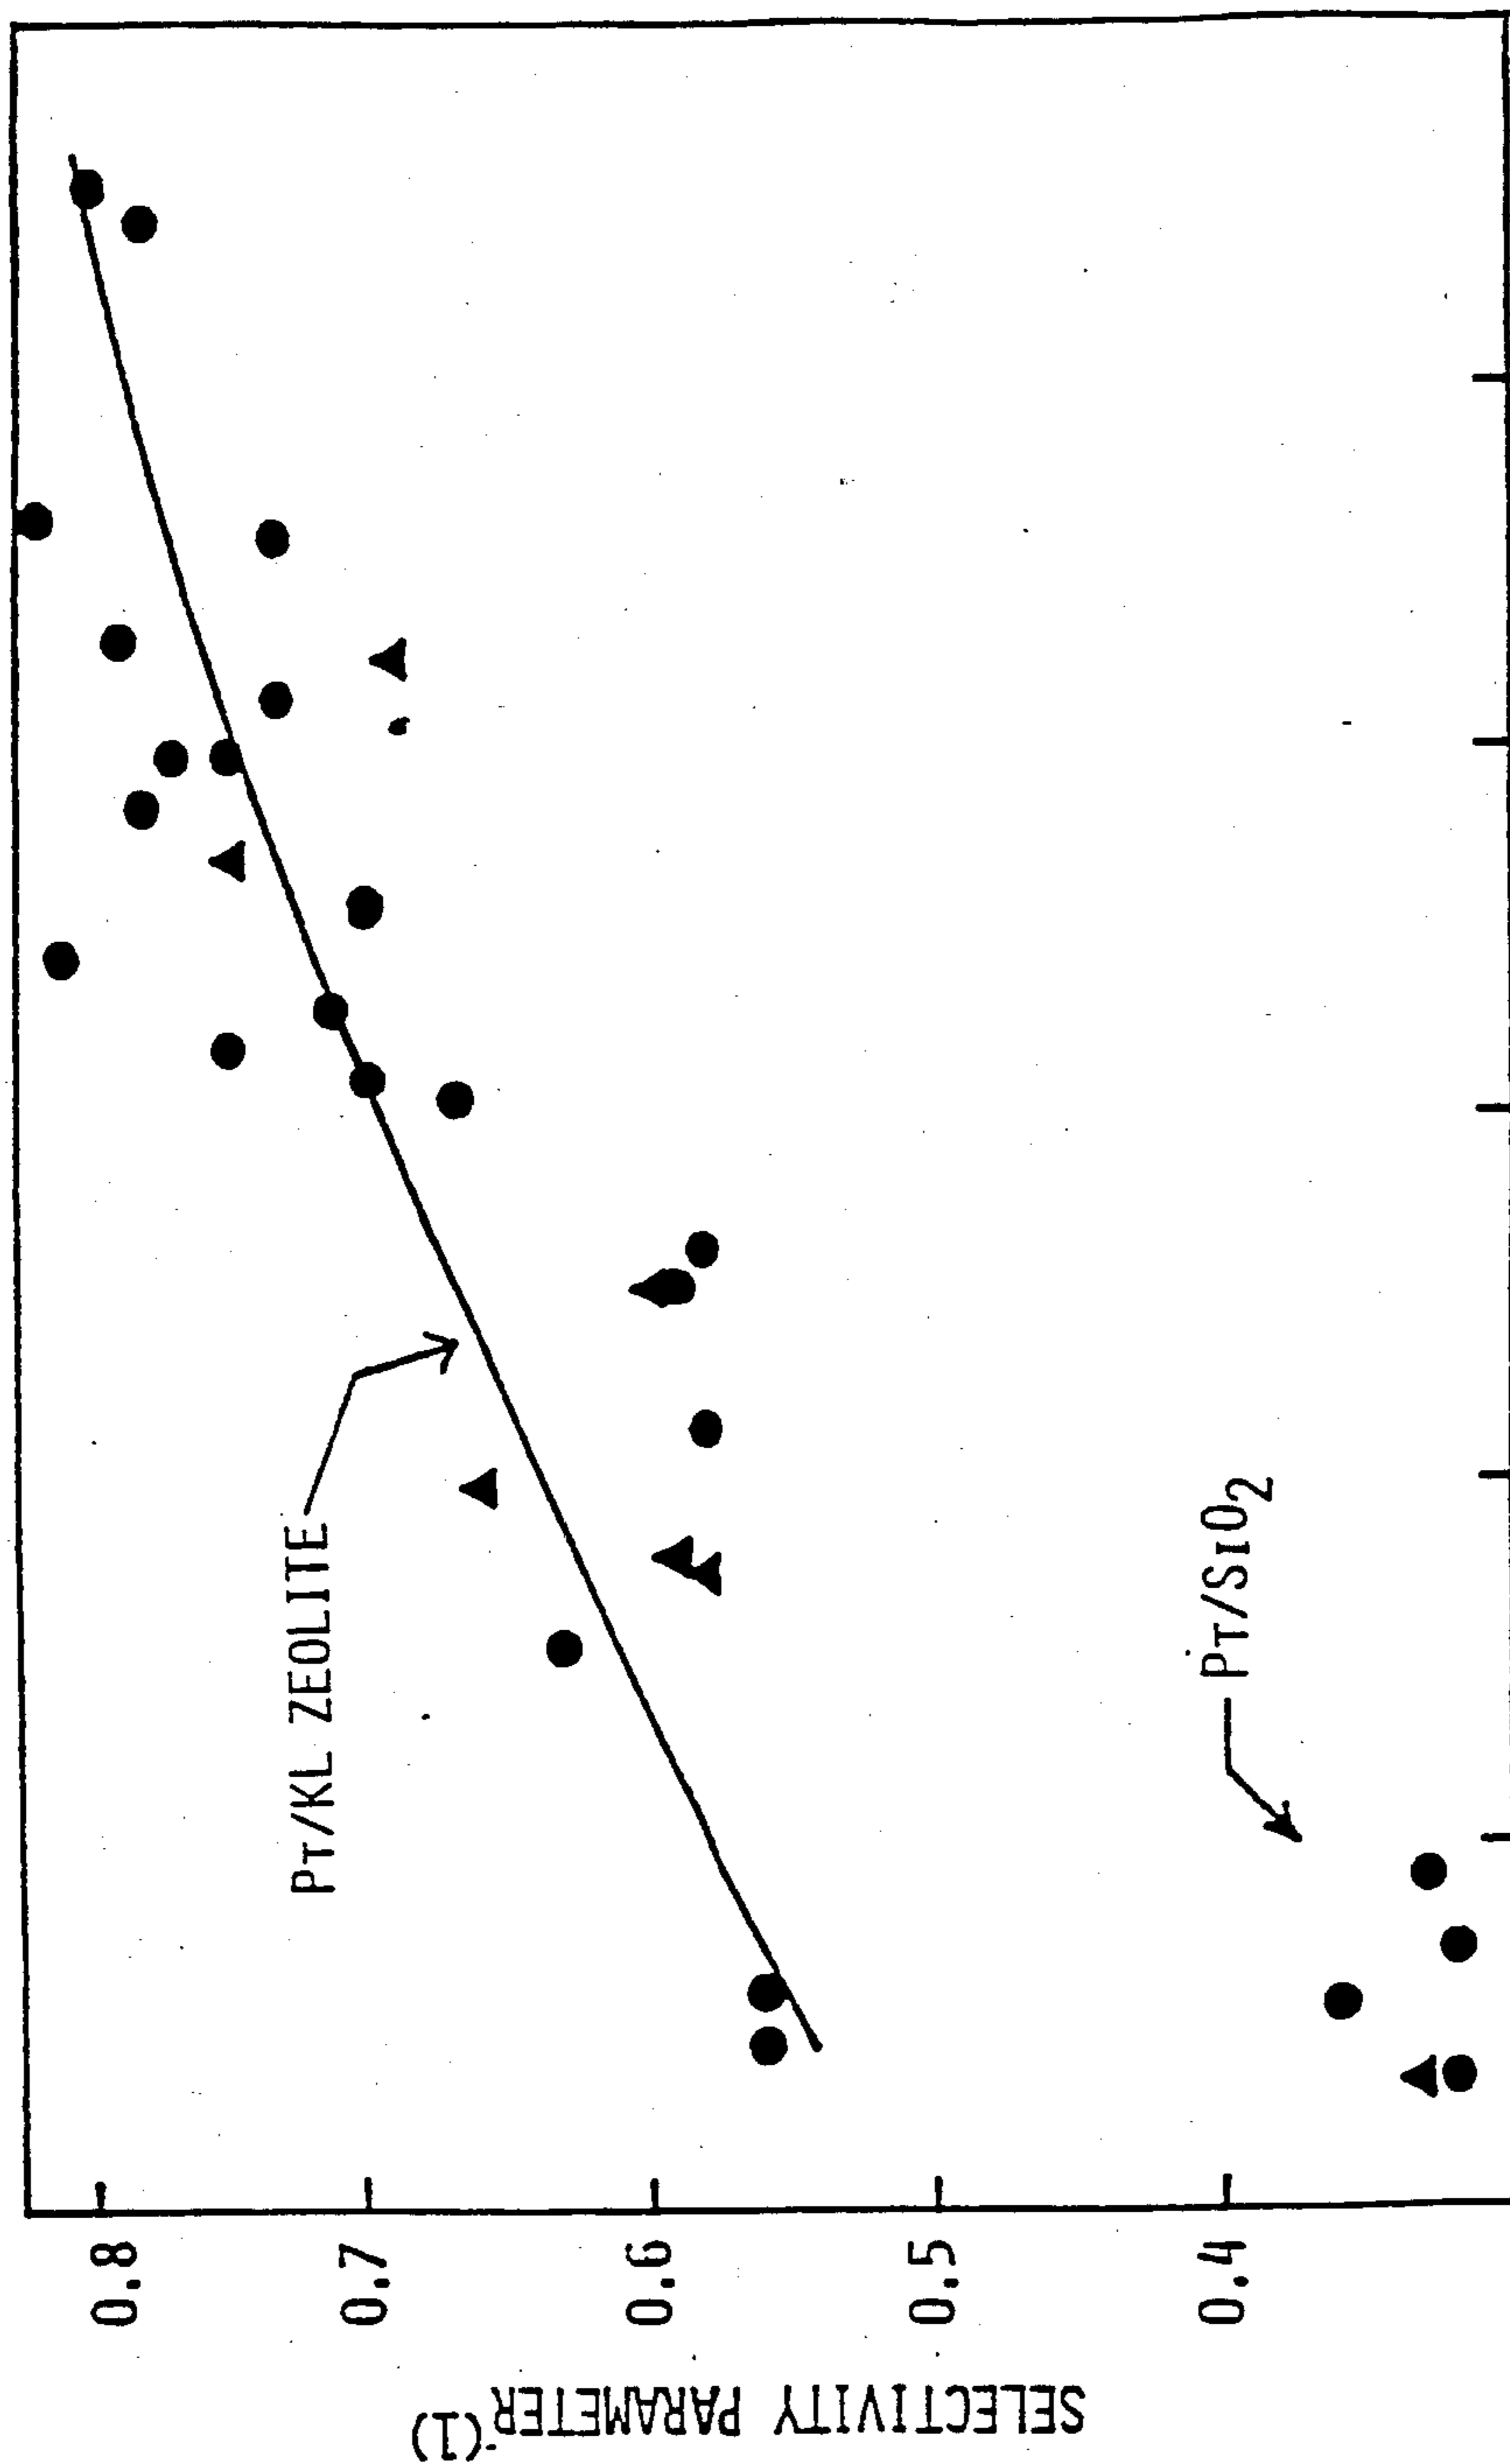 SELECTIVITY PARAMETER (1)
0.8
0.7
0.6
0.5
0.4
PT/KL ZEOLITE
PT/SIO2